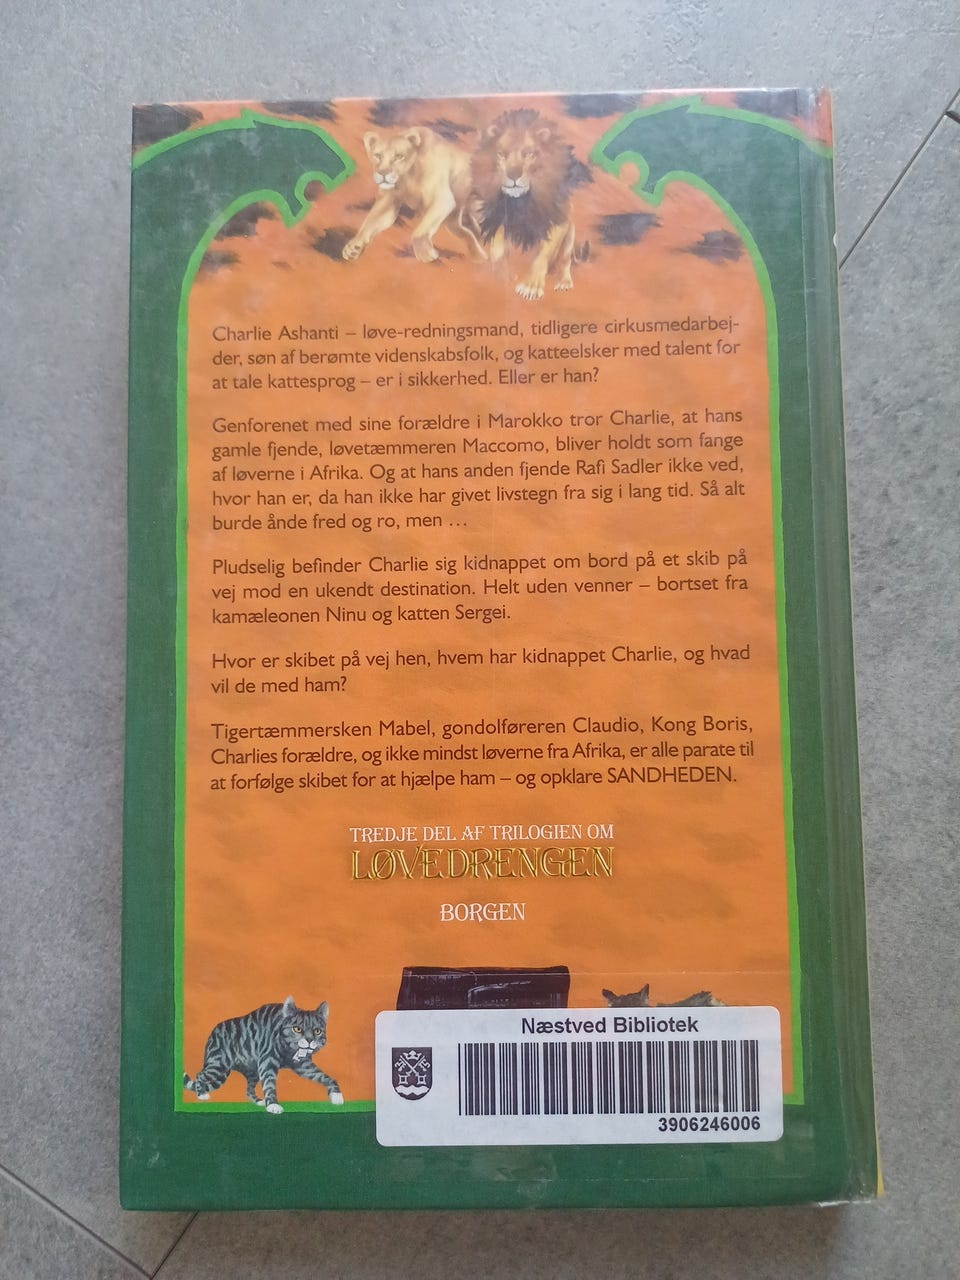 Charlie Ashanti – løve-redningsmand, tidligere cirkusmedarbej-
der, søn af berømte videnskabsfolk, og katteelsker med talent for
at tale kattesprog – er i sikkerhed. Eller er han?
Genforenet med sine forældre i Marokko tror Charlie, at hans
gamle fjende, løvetæmmeren Maccomo, bliver holdt som fange
af løverne i Afrika. Og at hans anden fjende Rafi Sadler ikke ved,
hvor han er, da han ikke har givet livstegn fra sig i lang tid. Så alt
burde ånde fred og ro, men …
Pludselig befinder Charlie sig kidnappet om bord på et skib på
vej mod en ukendt destination. Helt uden venner – bortset fra
kamæleonen Ninu og katten Sergei.
Hvor er skibet på vej hen, hvem har kidnappet Charlie, og hvad
vil de med ham?
Tigertæmmersken Mabel, gondolføreren Claudio, Kong Boris,
Charlies forældre, og ikke mindst løverne fra Afrika, er alle parate til
at forfølge skibet for at hjælpe ham – og opklare SANDHEDEN.
TREDJE DEL AF TRILOGIEN OM
LØVEDRENGEN
BORGEN
Næstved Bibliotek
3906246006